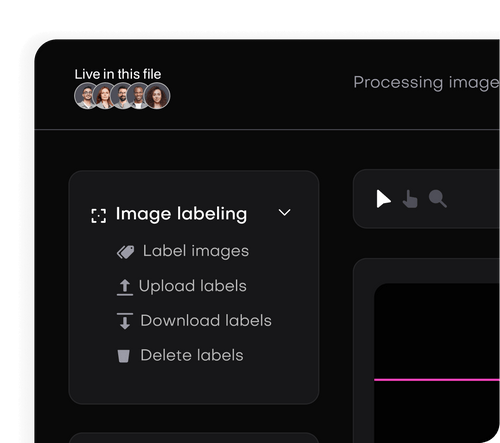 Live in this file
Processing image
Image labeling
Label images
Upload labels
Download labels
Delete labels